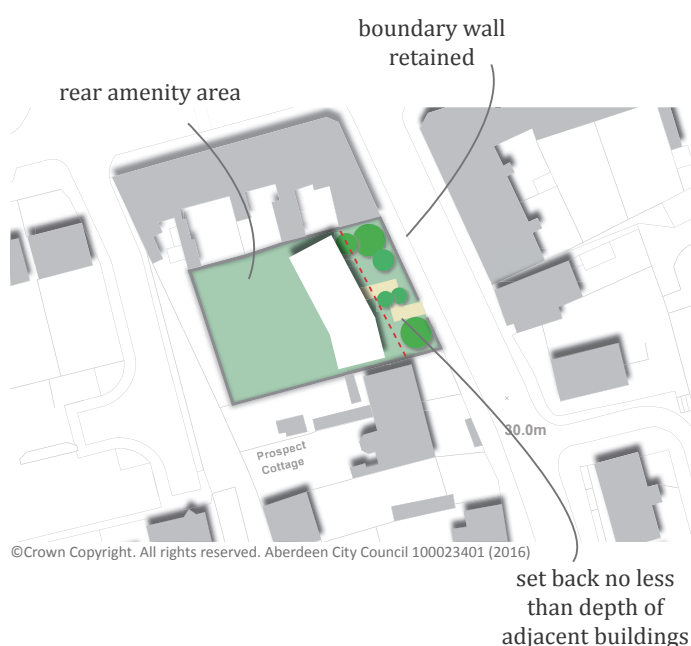 boundary wall
retained
rear amenity area
30.0m
Prospect
Cottage
©Crown Copyright. All rights reserved. Aberdeen City Council 100023401 (2016)
set back no less
than depth of
adjacent buildings